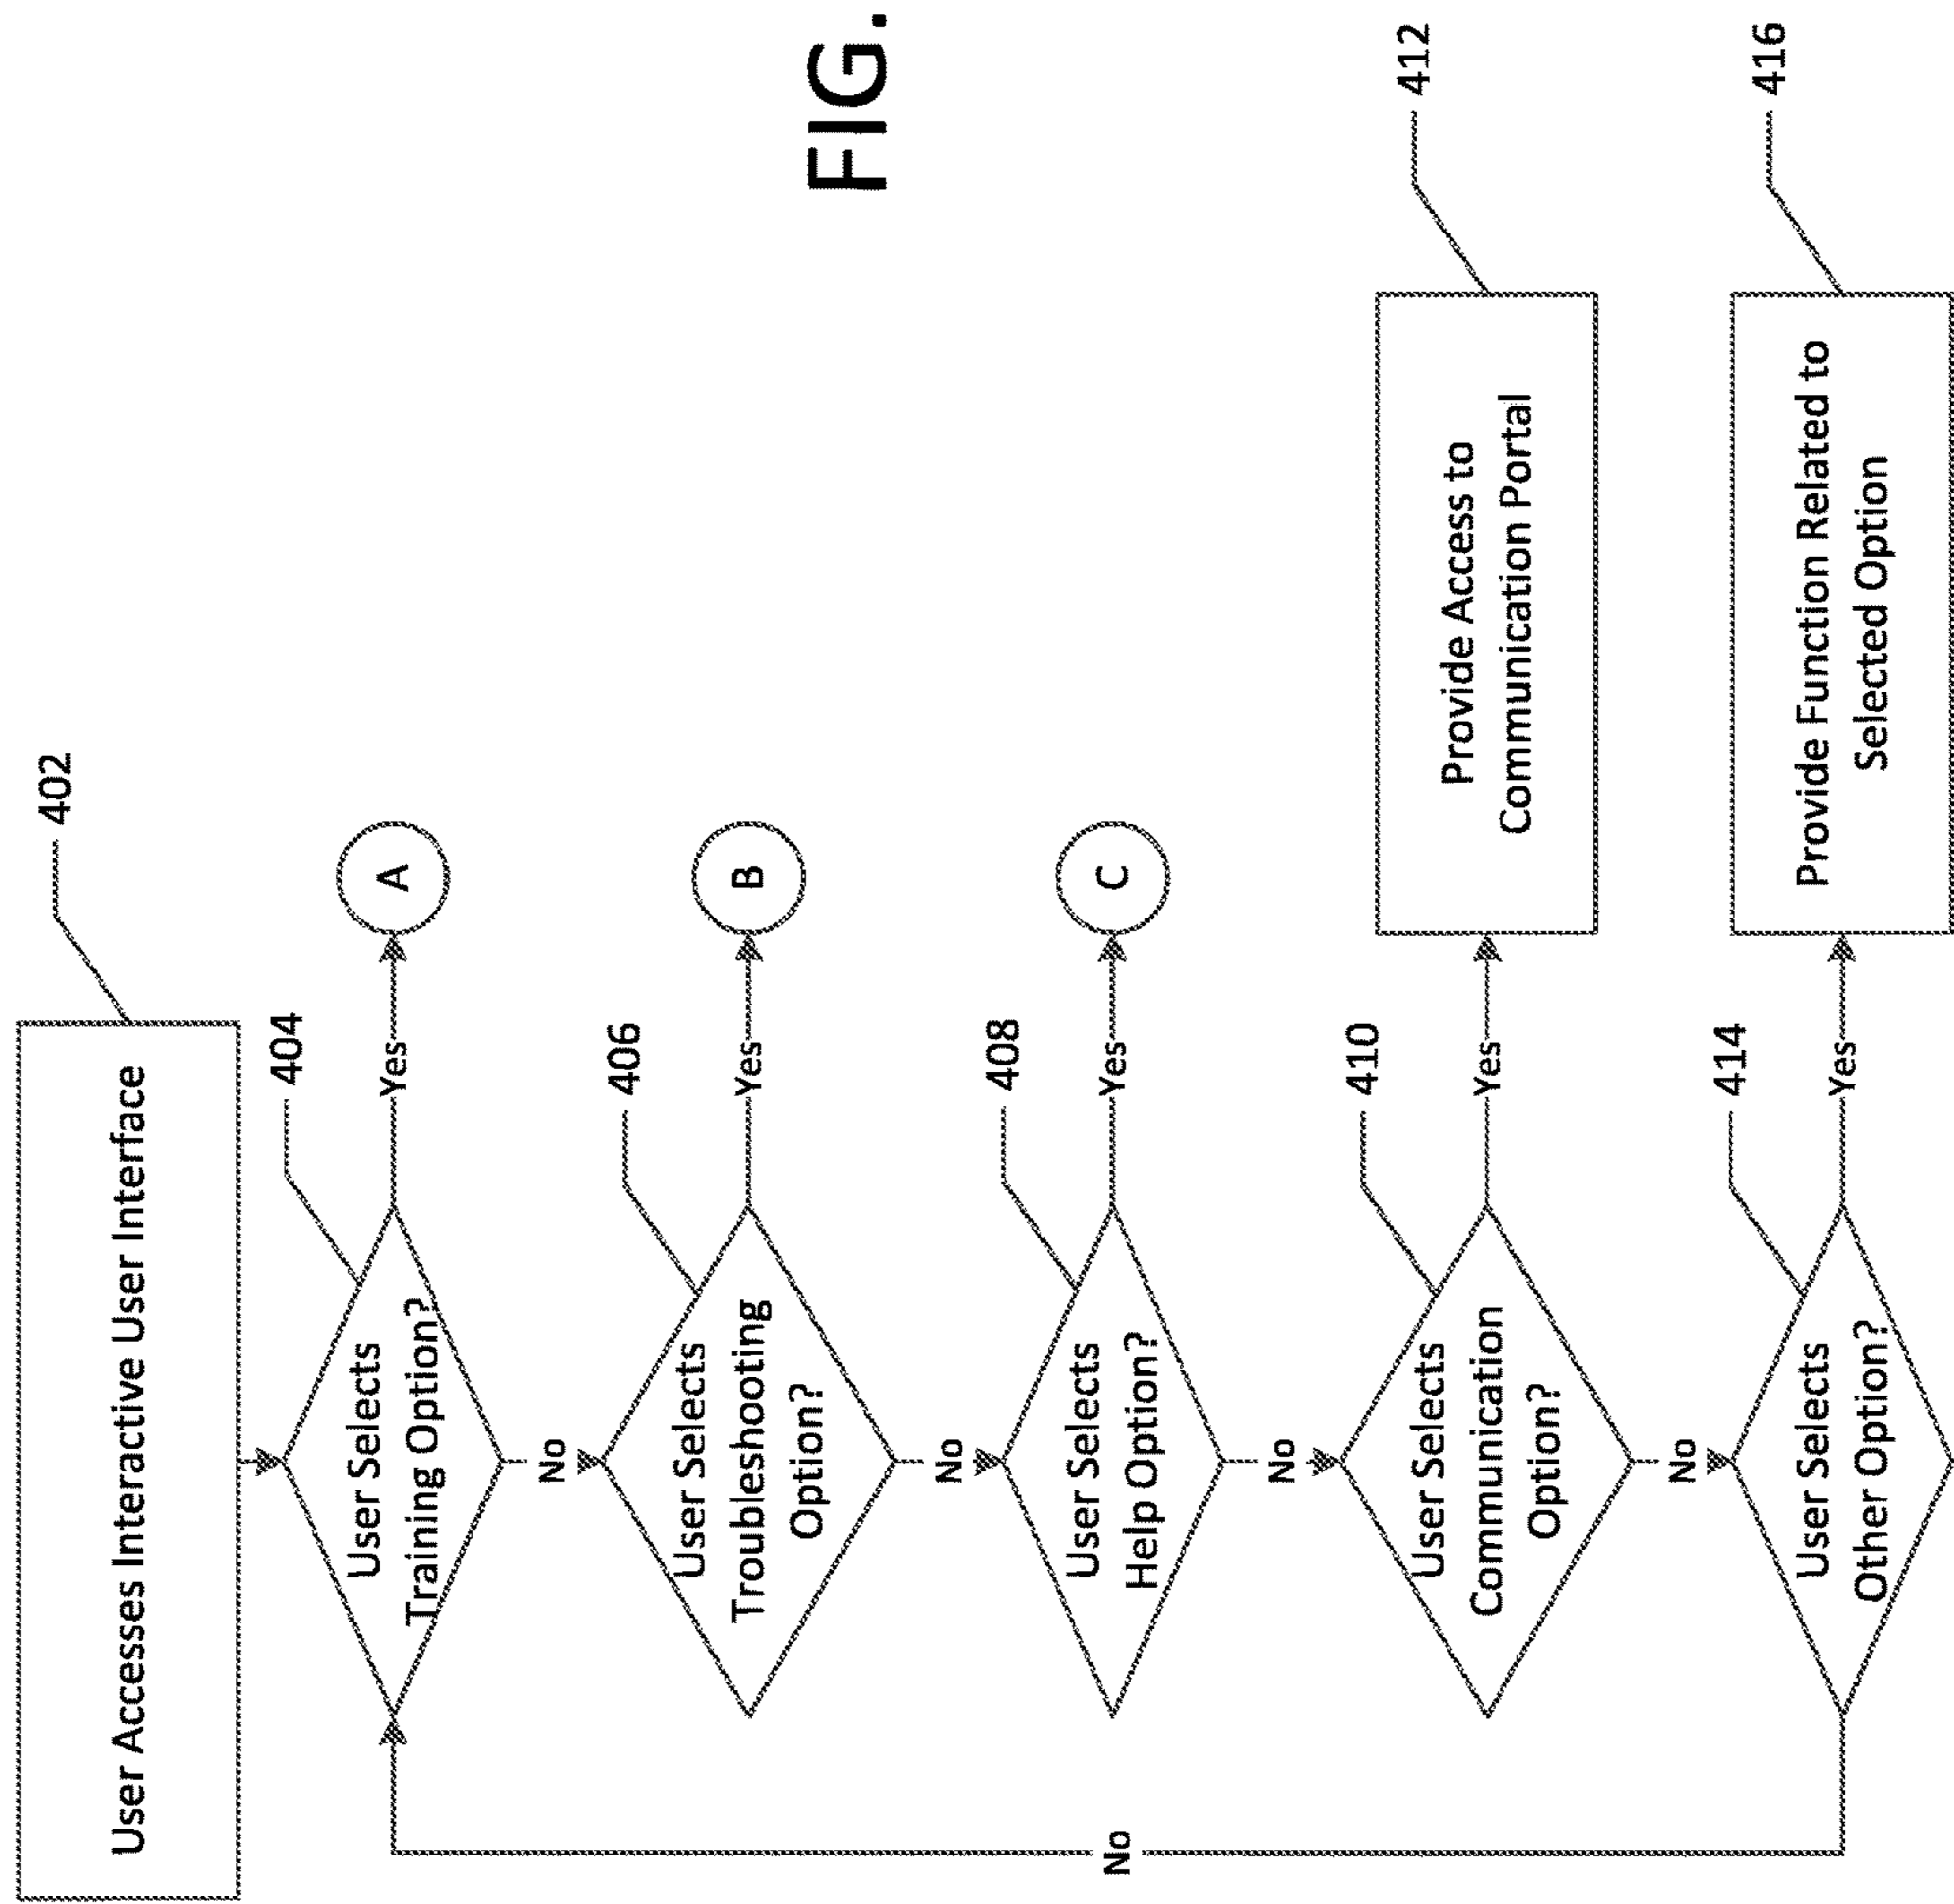 User Accesses Interactive User Interface
402
404
User Selects
Training Option?
Yes
A
No
406
User Selects
Troubleshooting
Option?
Yes
B
No
408
User Selects
Help Option?
Yes
C
No
410
User Selects
Communication
Option?
Yes
Provide Access to
Communication Portal
412
No
414
User Selects
Other Option?
Yes
Provide Function Related to
Selected Option
416
No
FIG.